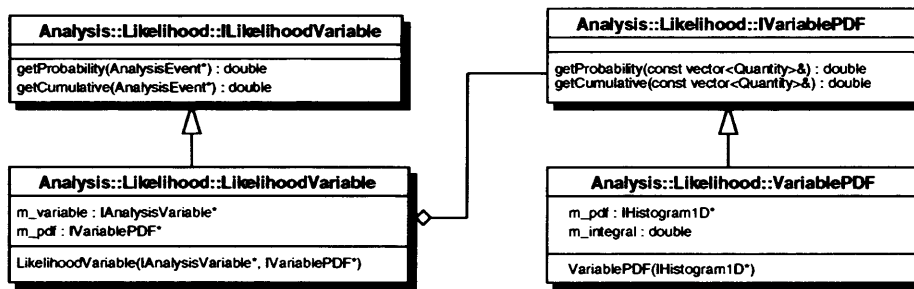 Analysis::Likelihood::ILikelihoodVariable
getProbability(AnalysisEvent*) : double
getCumulative(AnalysisEvent*) : double
Analysis::Likelihood::IVariablePDF
getProbability(const vector<Quantity>&) : double
getCumulative(const vector<Quantity>&) : double
Analysis::Likelihood::LikelihoodVariable
m_variable : IAnalysisVariable*
m_pdf : IVariablePDF*
LikelihoodVariable(IAnalysisVariable*, IVariablePDF*)
Analysis::Likelihood::VariablePDF
m_pdf : IHistogram1D*
m_integral : double
VariablePDF(IHistogram1D*)